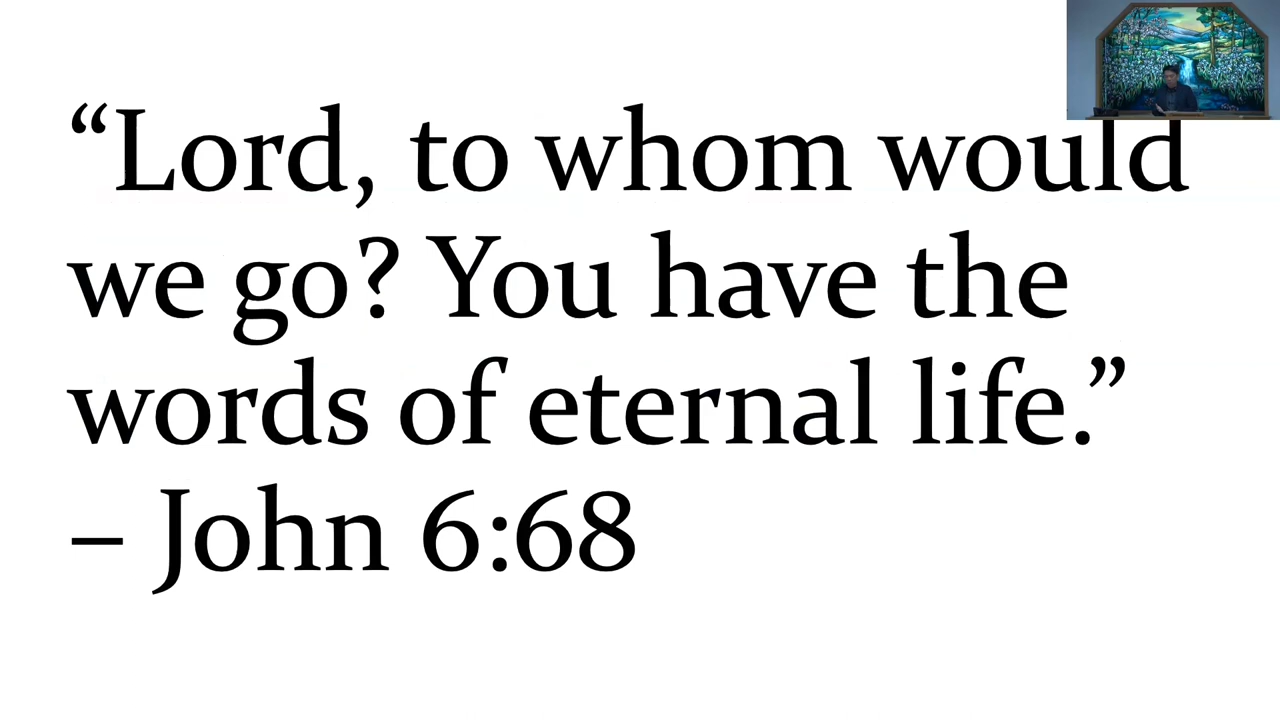 “Lord, to whom would
we go? You have the
words of eternal life.”
– John 6:68